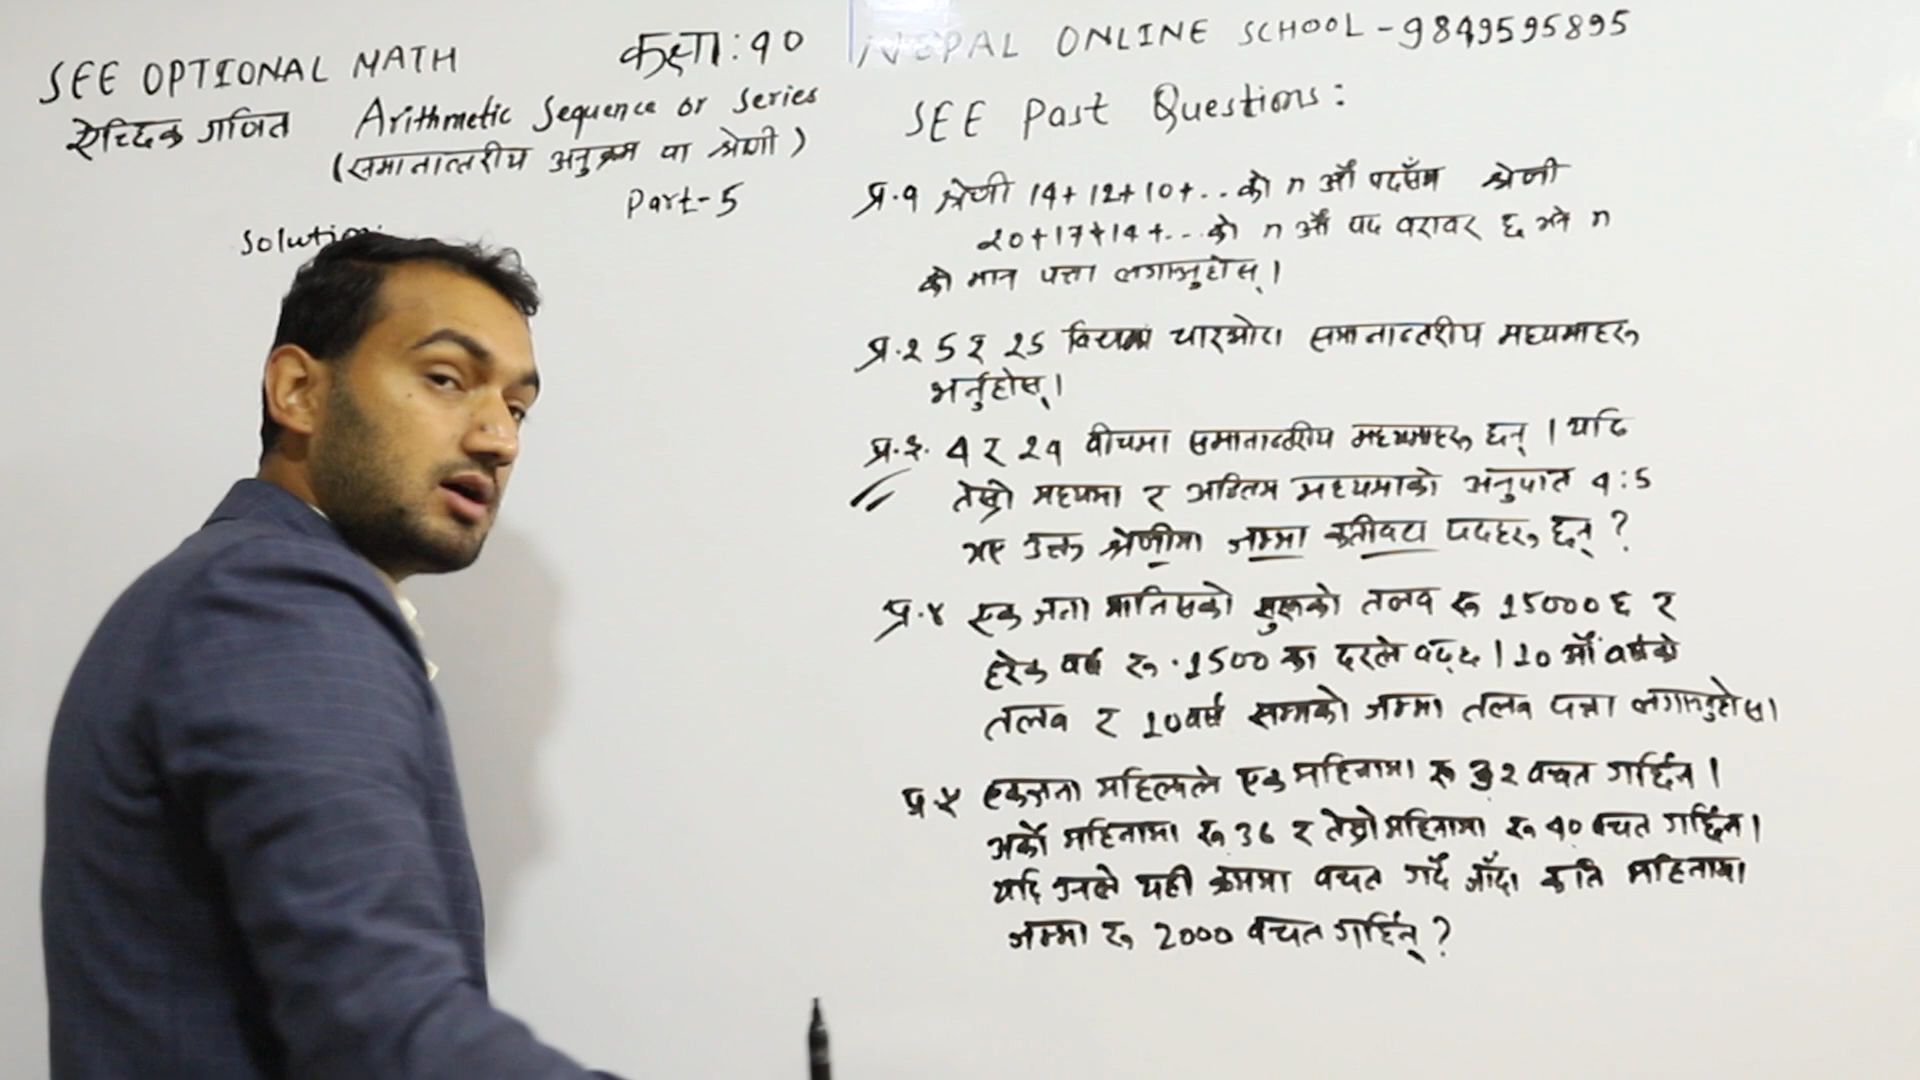 SEE OPTIONAL MATH
कक्षा: १०
ऐच्छिक गणित
Arithmetic Sequence or Series
(समानान्तरीय अनुक्रम वा श्रेणी)
Part-5
Solution
NEPAL ONLINE SCHOOL - 9849595895
SEE Past Questions:
प्र.१ श्रेणी 14+12+10+.. को n औँ पदसँग श्रेणी
20+17+14+... को n औँ पद बराबर छ भने n
को मान पत्ता लगाउनुहोस्।
प्र.२ 5 र 25 बिचमा चारओटा समानान्तरीय मध्यमाहरू
भर्नुहोस्।
प्र.३. 4 र 24 बीचमा समानान्तरीय मध्यमाहरू छन् । यदि
तेस्रो मध्यमा र अन्तिम मध्यमाको अनुपात 4:5
भए उक्त श्रेणीमा जम्मा कतीवटा पदहरू छन् ?
प्र.४ एक जना मानिसको सुरूको तलब रू 15000 छ र
हरेक वर्ष रू.1500 का दरले बढ्छ । 10 औँ वर्षको
तलब र 10 वर्ष सम्मको जम्मा तलब पत्ता लगाउनुहोस।
प्र.५ एकजना महिलाले एक महिनामा रू 32 बचत गर्छिन ।
अर्को महिनामा रू 36 र तेस्रो महिनामा रू 40 बचत गर्छिन।
यदि उनले यही क्रममा बचत गर्दै जाँदा कति महिनामा
जम्मा रू 2000 बचत गर्छिन् ?